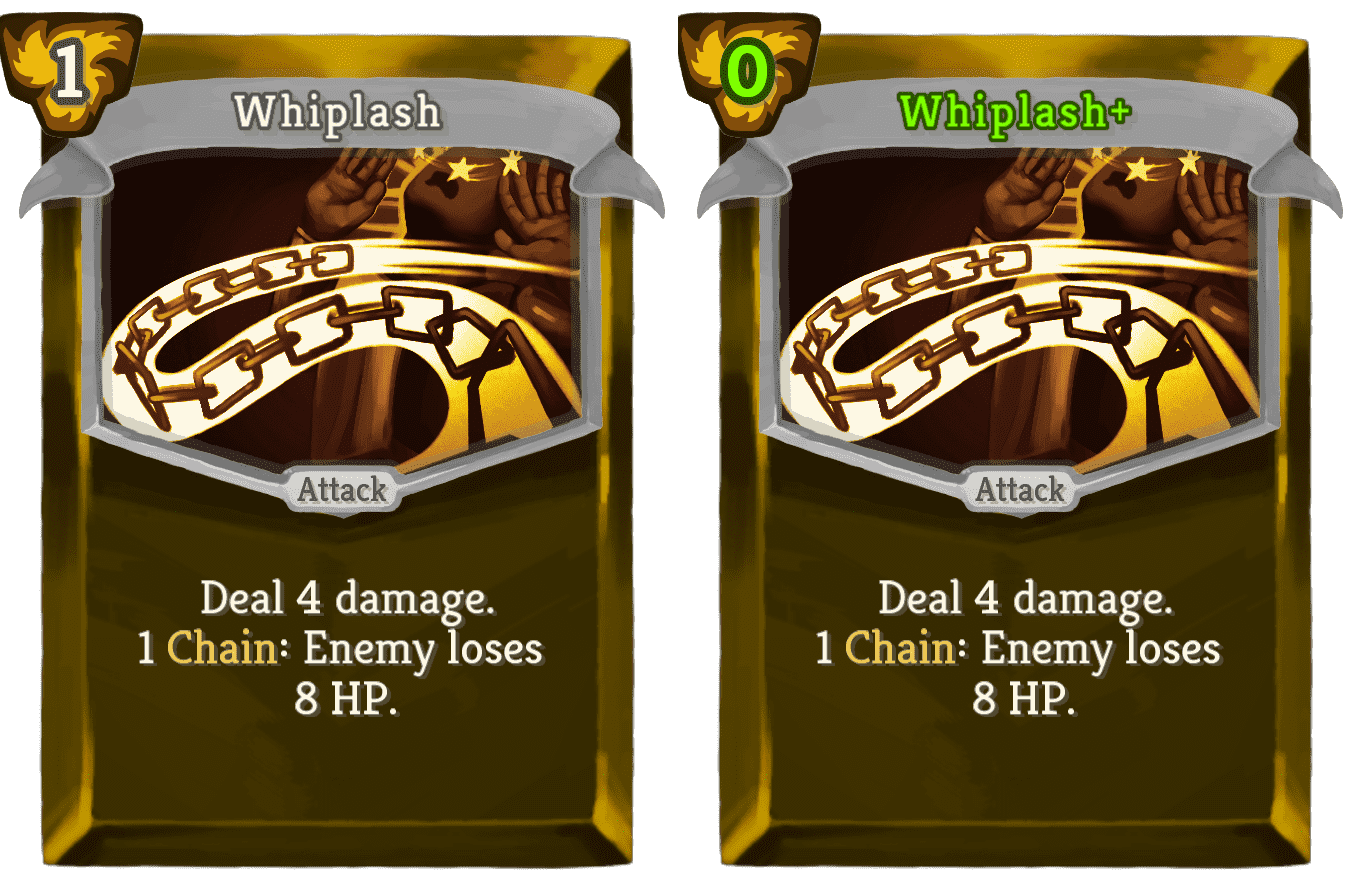 1
Whiplash
Attack
Deal 4 damage.
1 Chain: Enemy loses
8 HP.
0
Whiplash+
Attack
Deal 4 damage.
1 Chain: Enemy loses
8 HP.